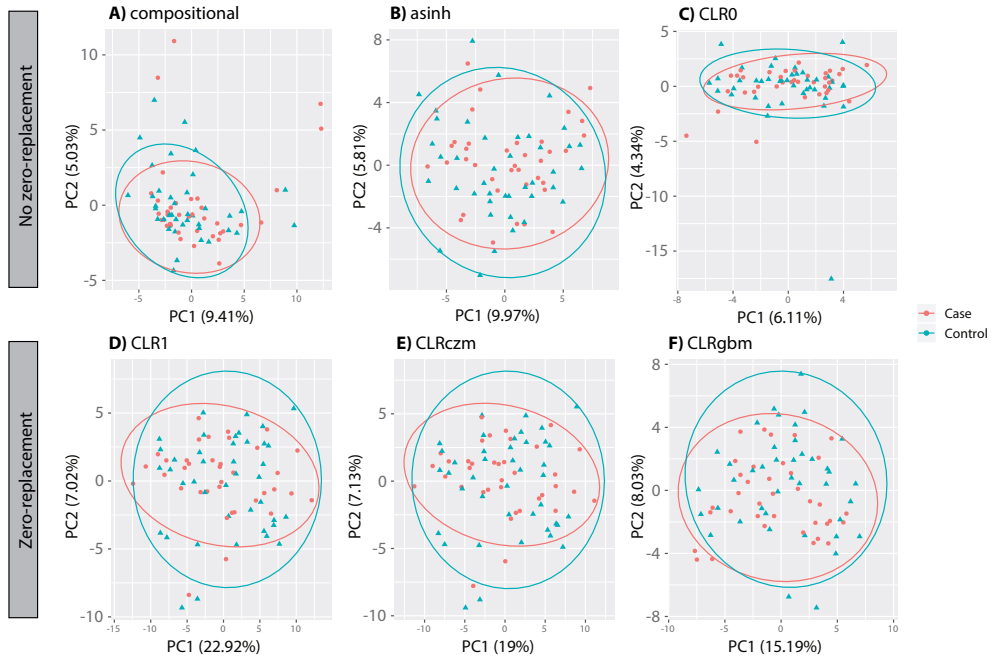 No zero-replacement
A) compositional
10
5
0
-5
-5
0
5
10
PC2 (5.03%)
PC1 (9.41%)
B) asinh
8
4
0
-4
-5
0
5
PC2 (5.81%)
PC1 (9.97%)
C) CLR0
5
0
-5
-10
-15
-8
-4
0
4
PC2 (4.34%)
PC1 (6.11%)
Case
Control
Zero-replacement
D) CLR1
5
0
-5
-10
-15
-10
-5
0
5
10
PC2 (7.02%)
PC1 (22.92%)
E) CLRczm
5
0
-5
-10
-10
-5
0
5
10
PC2 (7.13%)
PC1 (19%)
F) CLRgbm
8
4
0
-4
-8
-10
-5
0
5
10
PC2 (8.03%)
PC1 (15.19%)